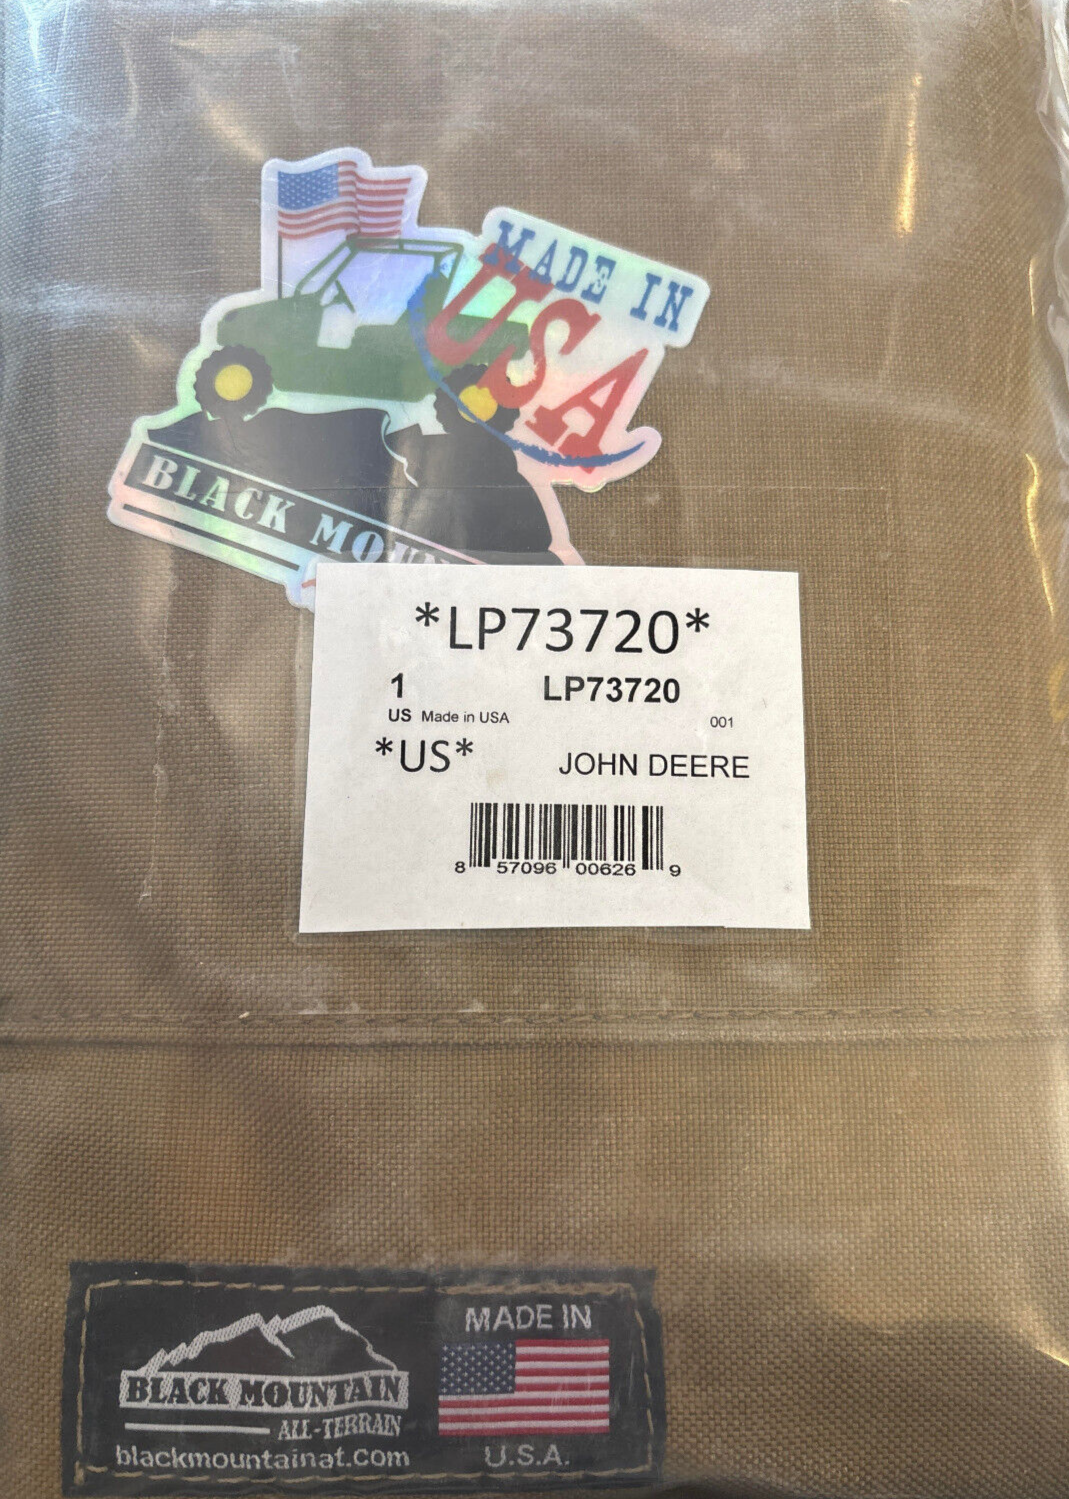 MADE IN
USA
BLACK
*LP73720*
1 LP73720
US Made in USA 001
*US* JOHN DEERE
8 57096 00626 9
BLACK MOUNTAIN
ALL-TERRAIN
blackmountainat.com
MADE IN
U.S.A.